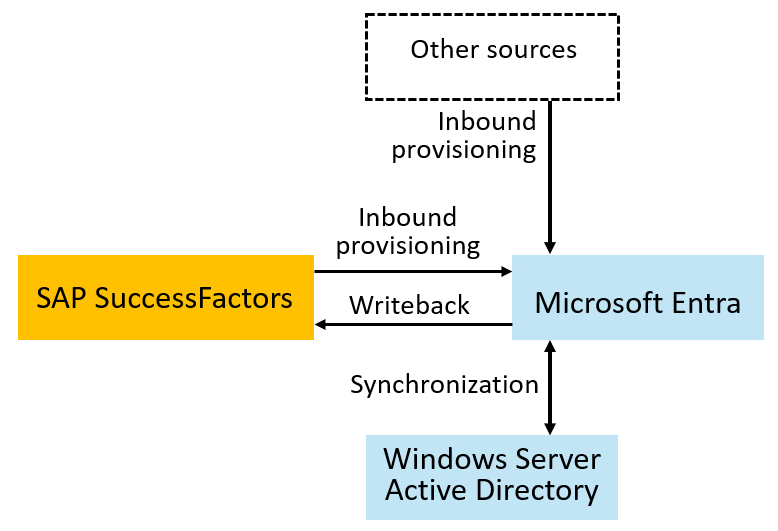 Other sources
Inbound
provisioning
Inbound
provisioning
SAP SuccessFactors
Writeback
Microsoft Entra
Synchronization
Windows Server
Active Directory